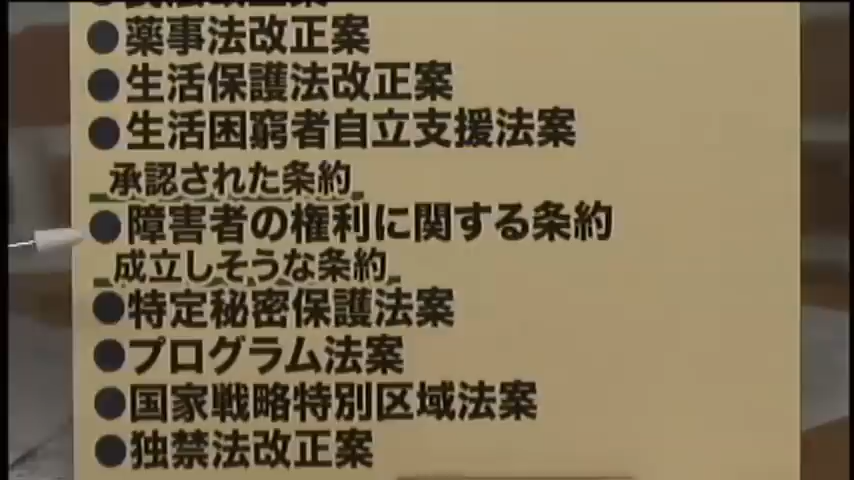 ●薬事法改正案
●生活保護法改正案
●生活困窮者自立支援法案
承認された条約
●障害者の権利に関する条約
成立しそうな条約
●特定秘密保護法案
●プログラム法案
●国家戦略特別区域法案
●独禁法改正案